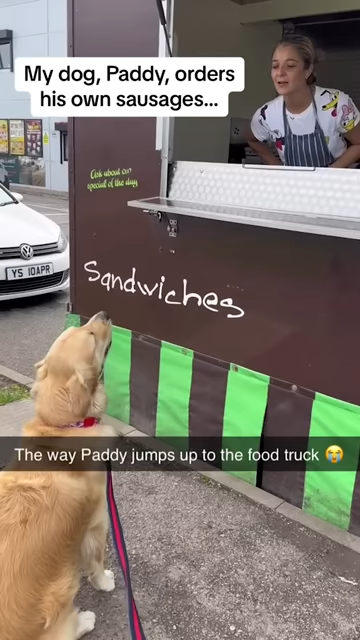 My dog, Paddy, orders
his own sausages...
Ask about our
special of the day
YS 10APR
Sandwiches
The way Paddy jumps up to the food truck 😭